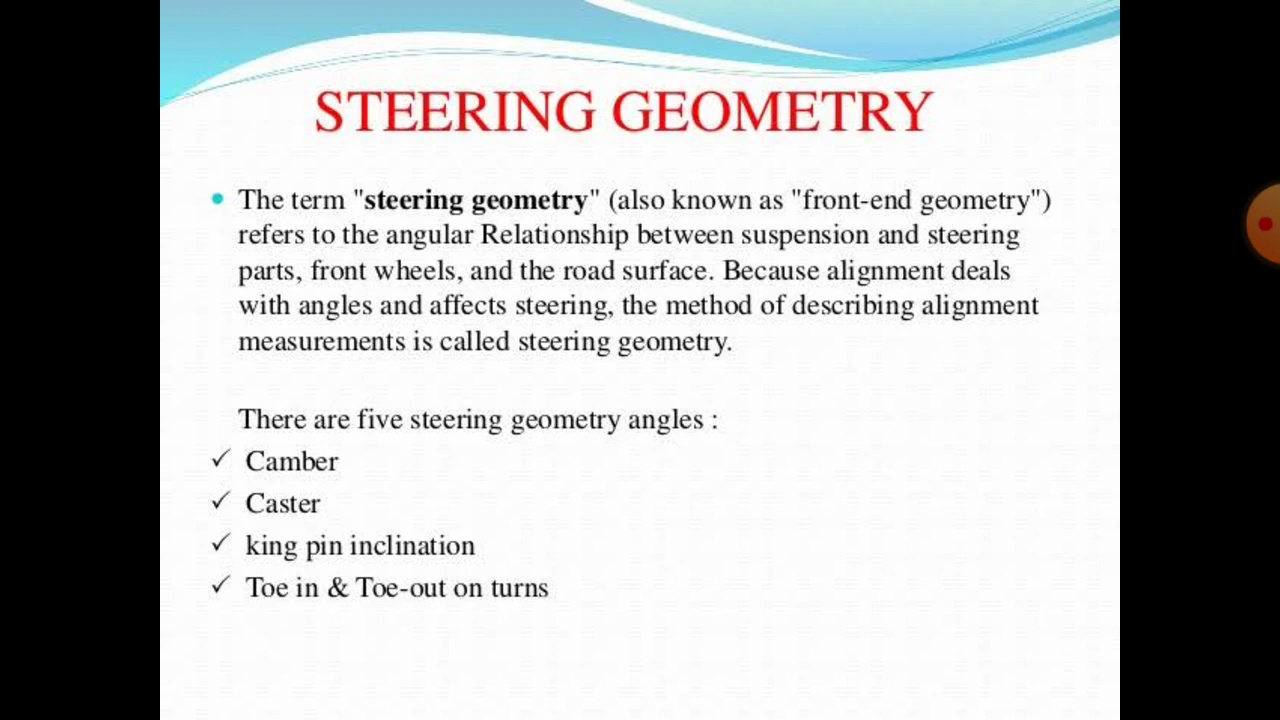 STEERING GEOMETRY
• The term "steering geometry" (also known as "front-end geometry")
refers to the angular Relationship between suspension and steering
parts, front wheels, and the road surface. Because alignment deals
with angles and affects steering, the method of describing alignment
measurements is called steering geometry.
There are five steering geometry angles :
✓ Camber
✓ Caster
✓ king pin inclination
✓ Toe in & Toe-out on turns